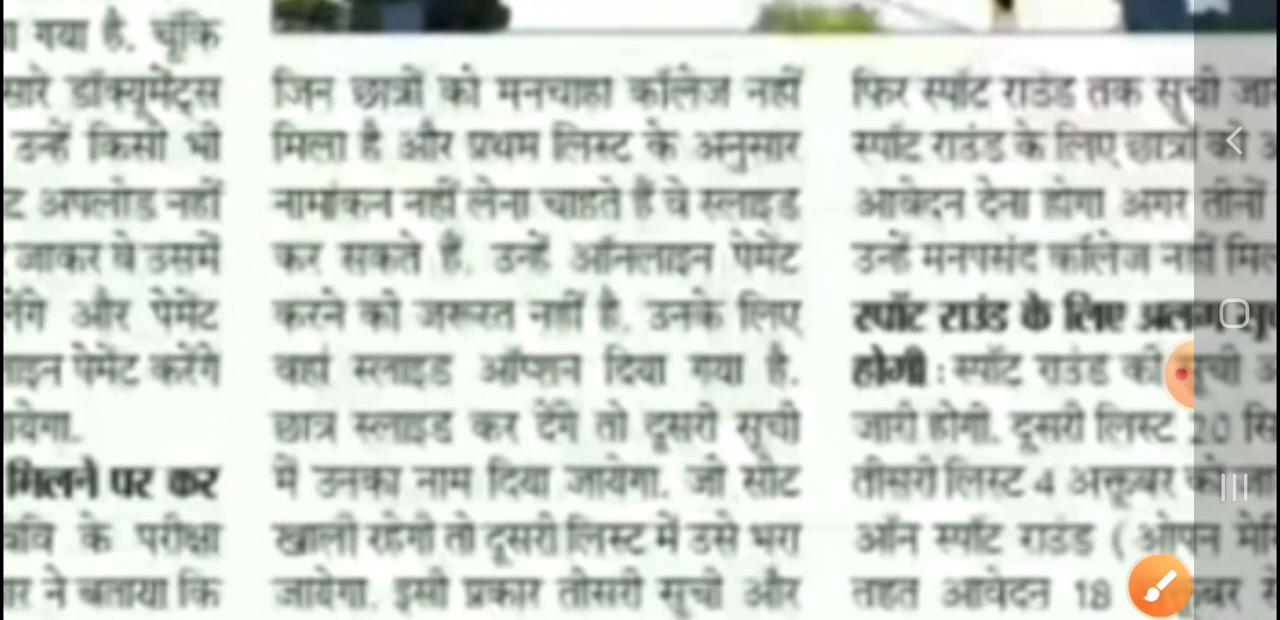 गया है. चूंकि
सारे डॉक्यूमेंट्स
उन्हें किसी भी
अपलोड नहीं
जाकर वे उसमें
और पेमेंट
पेमेंट करेंगे
मिलने पर कर
के परीक्षा
ने बताया कि
जिन छात्रों को मनचाहा कॉलेज नहीं
मिला है और प्रथम लिस्ट के अनुसार
नामांकन नहीं लेना चाहते हैं वे स्लाइड
कर सकते हैं. उन्हें ऑनलाइन पेमेंट
करने की जरूरत नहीं है. उनके लिए
वहां स्लाइड ऑप्शन दिया गया है.
छात्र स्लाइड कर देंगे तो दूसरी सूची
में उनका नाम दिया जायेगा. जो सीट
खाली रहेगी तो दूसरी लिस्ट में उसे भरा
जायेगा. इसी प्रकार तीसरी सूची और
फिर स्पॉट राउंड तक सूची
स्पॉट राउंड के लिए छात्रों को
आवेदन देना होगा अगर तीनों
उन्हें मनपसंद कॉलेज नहीं
स्पॉट राउंड के लिए अलग
होगी : स्पॉट राउंड की सूची
जारी होगी. दूसरी लिस्ट 20
तीसरी लिस्ट 4 अक्तूबर को
ऑन स्पॉट राउंड ( ओपन
तहत आवेदन 18